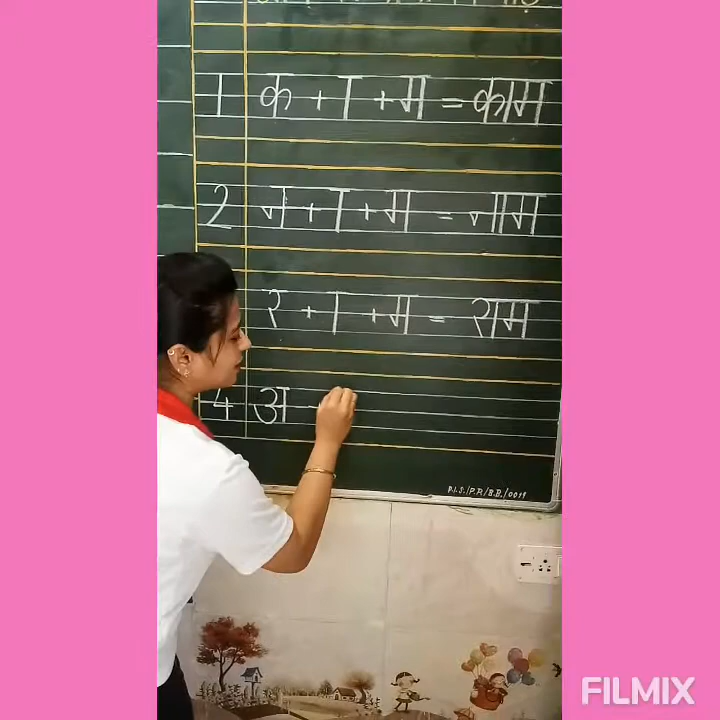 1 क + ा + म = काम
2 न + ा + म = नाम
र + ा + म = राम
4 अ
FILMIX